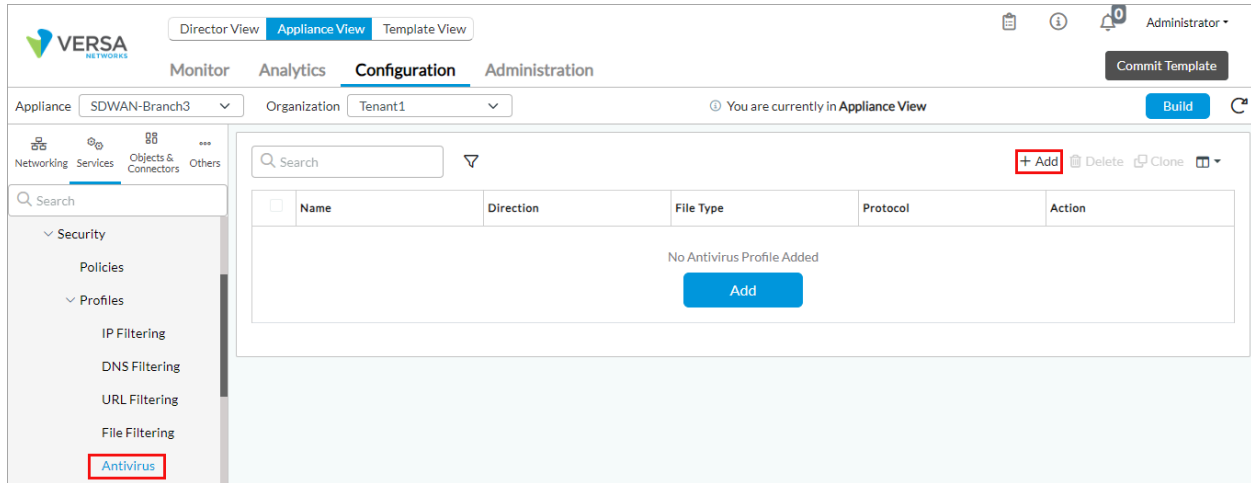 Director View Appliance View Template View
0
Administrator
VERSA
NETWORKS
Monitor Analytics Configuration Administration
Commit Template
Appliance SDWAN-Branch3 Organization Tenant1 You are currently in Appliance View Build
Networking Services Objects & Connectors Others
Search
Search
+ Add Delete Clone
Name Direction File Type Protocol Action
Security
Policies
No Antivirus Profile Added
Profiles
Add
IP Filtering
DNS Filtering
URL Filtering
File Filtering
Antivirus